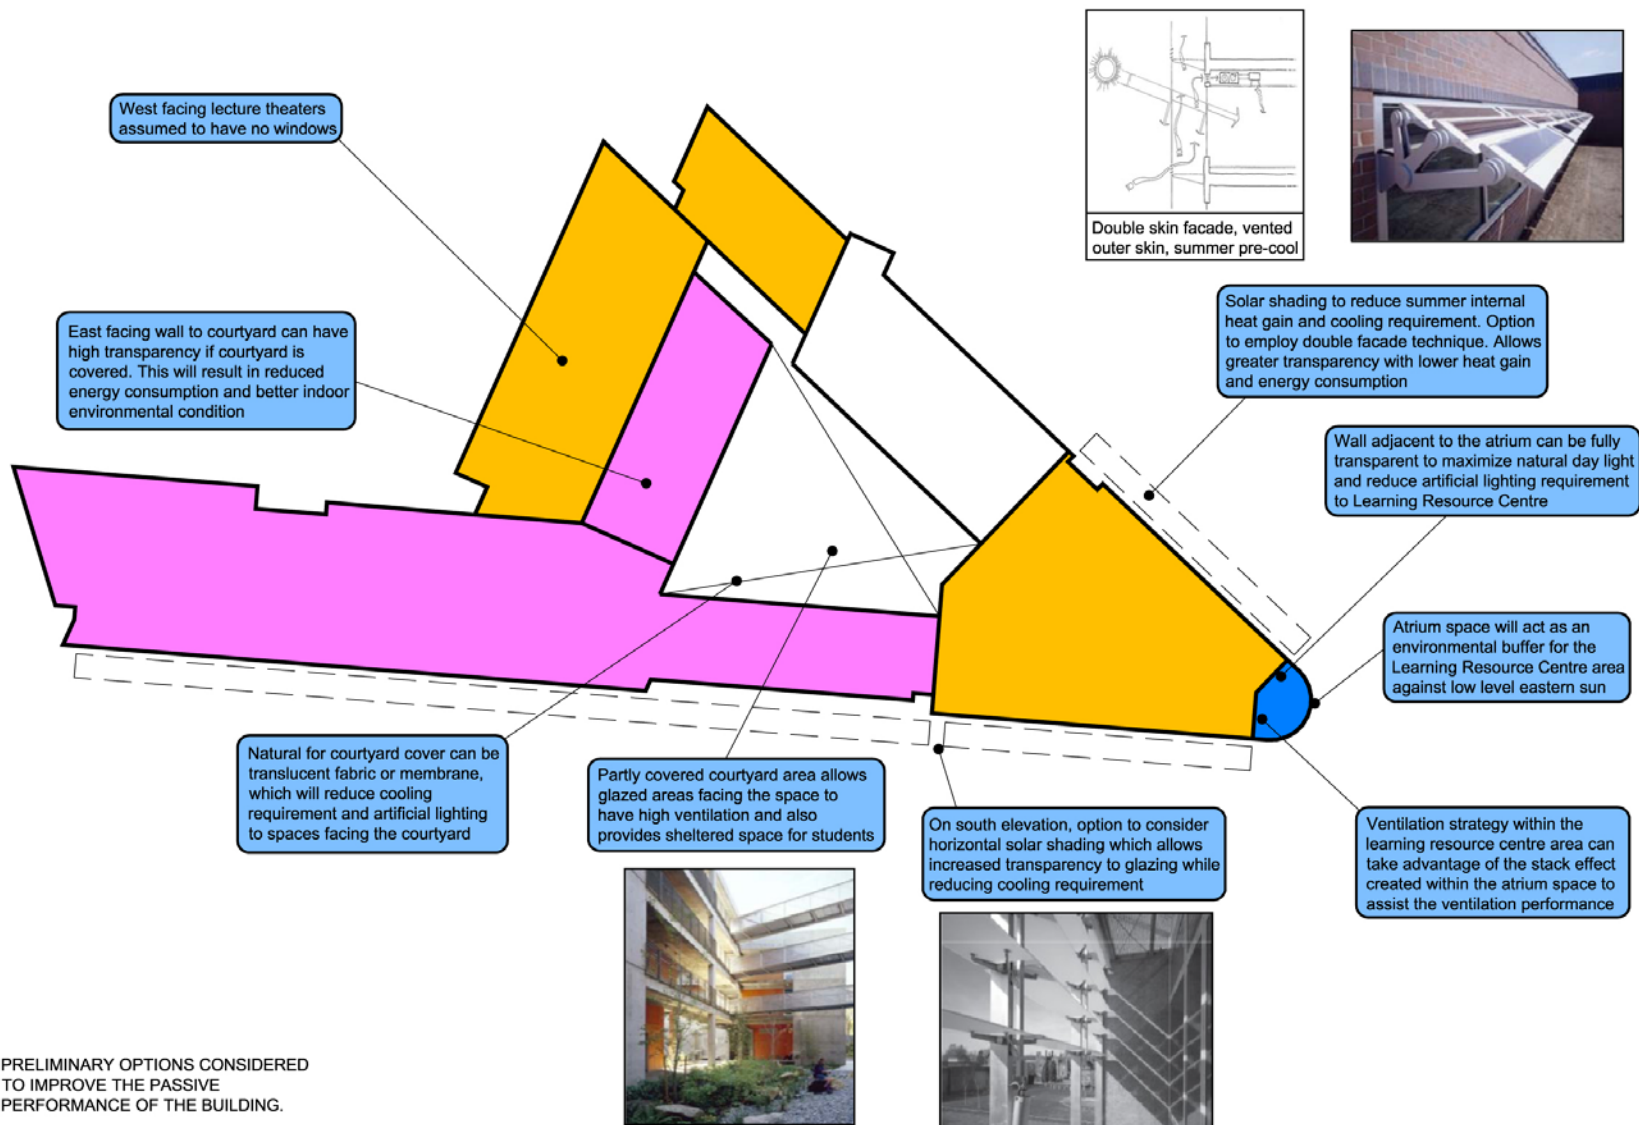 West facing lecture theaters
assumed to have no windows
Double skin facade, vented
outer skin, summer pre-cool
East facing wall to courtyard can have
high transparency if courtyard is
covered. This will result in reduced
energy consumption and better indoor
environmental condition
Solar shading to reduce summer internal
heat gain and cooling requirement. Option
to employ double facade technique. Allows
greater transparency with lower heat gain
and energy consumption
Wall adjacent to the atrium can be fully
transparent to maximize natural day light
and reduce artificial lighting requirement
to Learning Resource Centre
Atrium space will act as an
environmental buffer for the
Learning Resource Centre area
against low level eastern sun
Natural for courtyard cover can be
translucent fabric or membrane,
which will reduce cooling
requirement and artificial lighting
to spaces facing the courtyard
Partly covered courtyard area allows
glazed areas facing the space to
have high ventilation and also
provides sheltered space for students
On south elevation, option to consider
horizontal solar shading which allows
increased transparency to glazing while
reducing cooling requirement
Ventilation strategy within the
learning resource centre area can
take advantage of the stack effect
created within the atrium space to
assist the ventilation performance
PRELIMINARY OPTIONS CONSIDERED
TO IMPROVE THE PASSIVE
PERFORMANCE OF THE BUILDING.